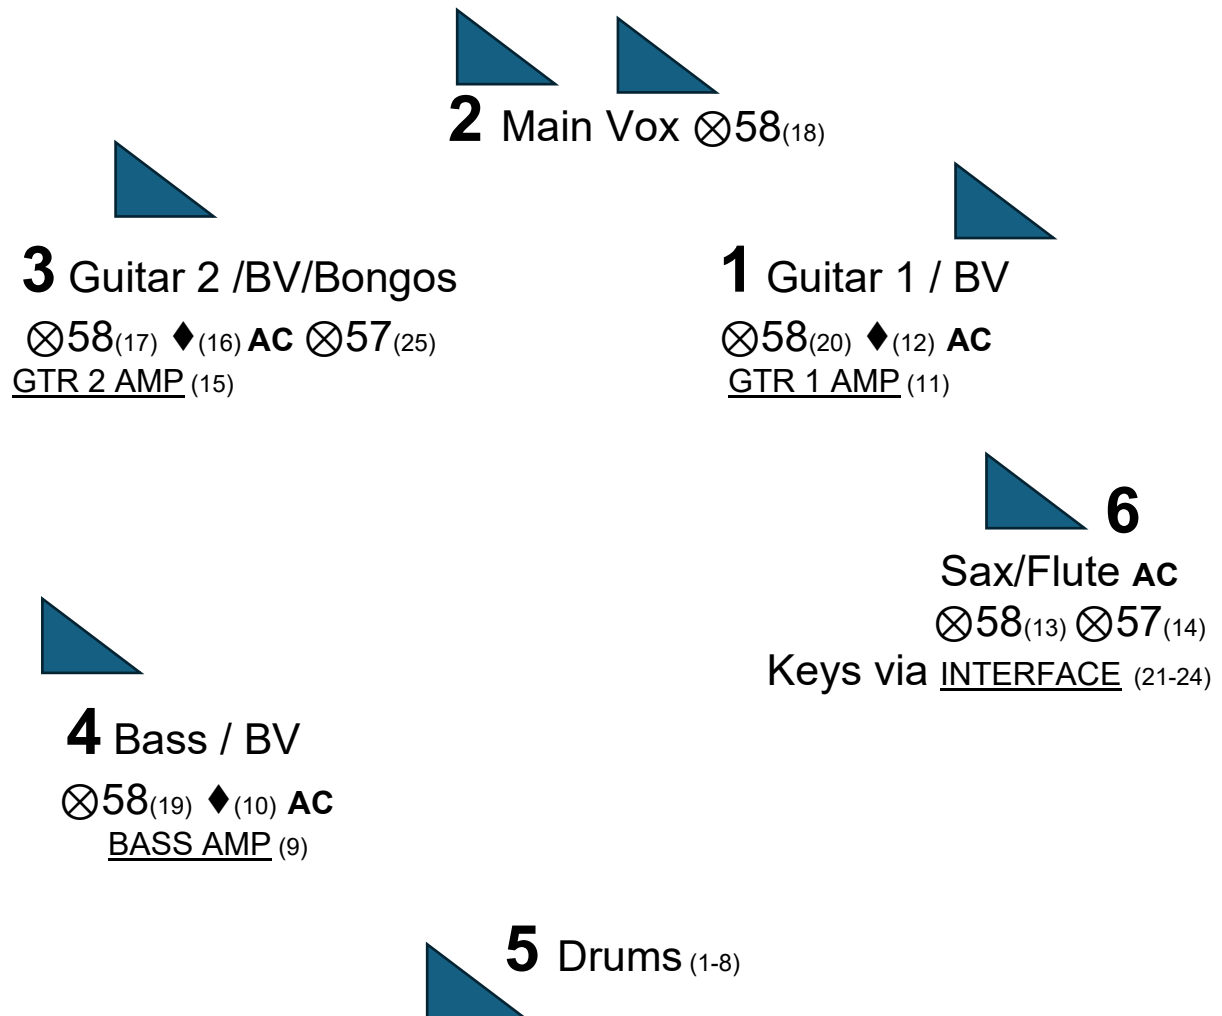 2 Main Vox ⊗58(18)
3 Guitar 2 /BV/Bongos
⊗58(17) ♦(16) AC ⊗57(25)
GTR 2 AMP (15)
1 Guitar 1 / BV
⊗58(20) ♦(12) AC
GTR 1 AMP (11)
6
Sax/Flute AC
⊗58(13) ⊗57(14)
Keys via INTERFACE (21-24)
4 Bass / BV
⊗58(19) ♦(10) AC
BASS AMP (9)
5 Drums (1-8)